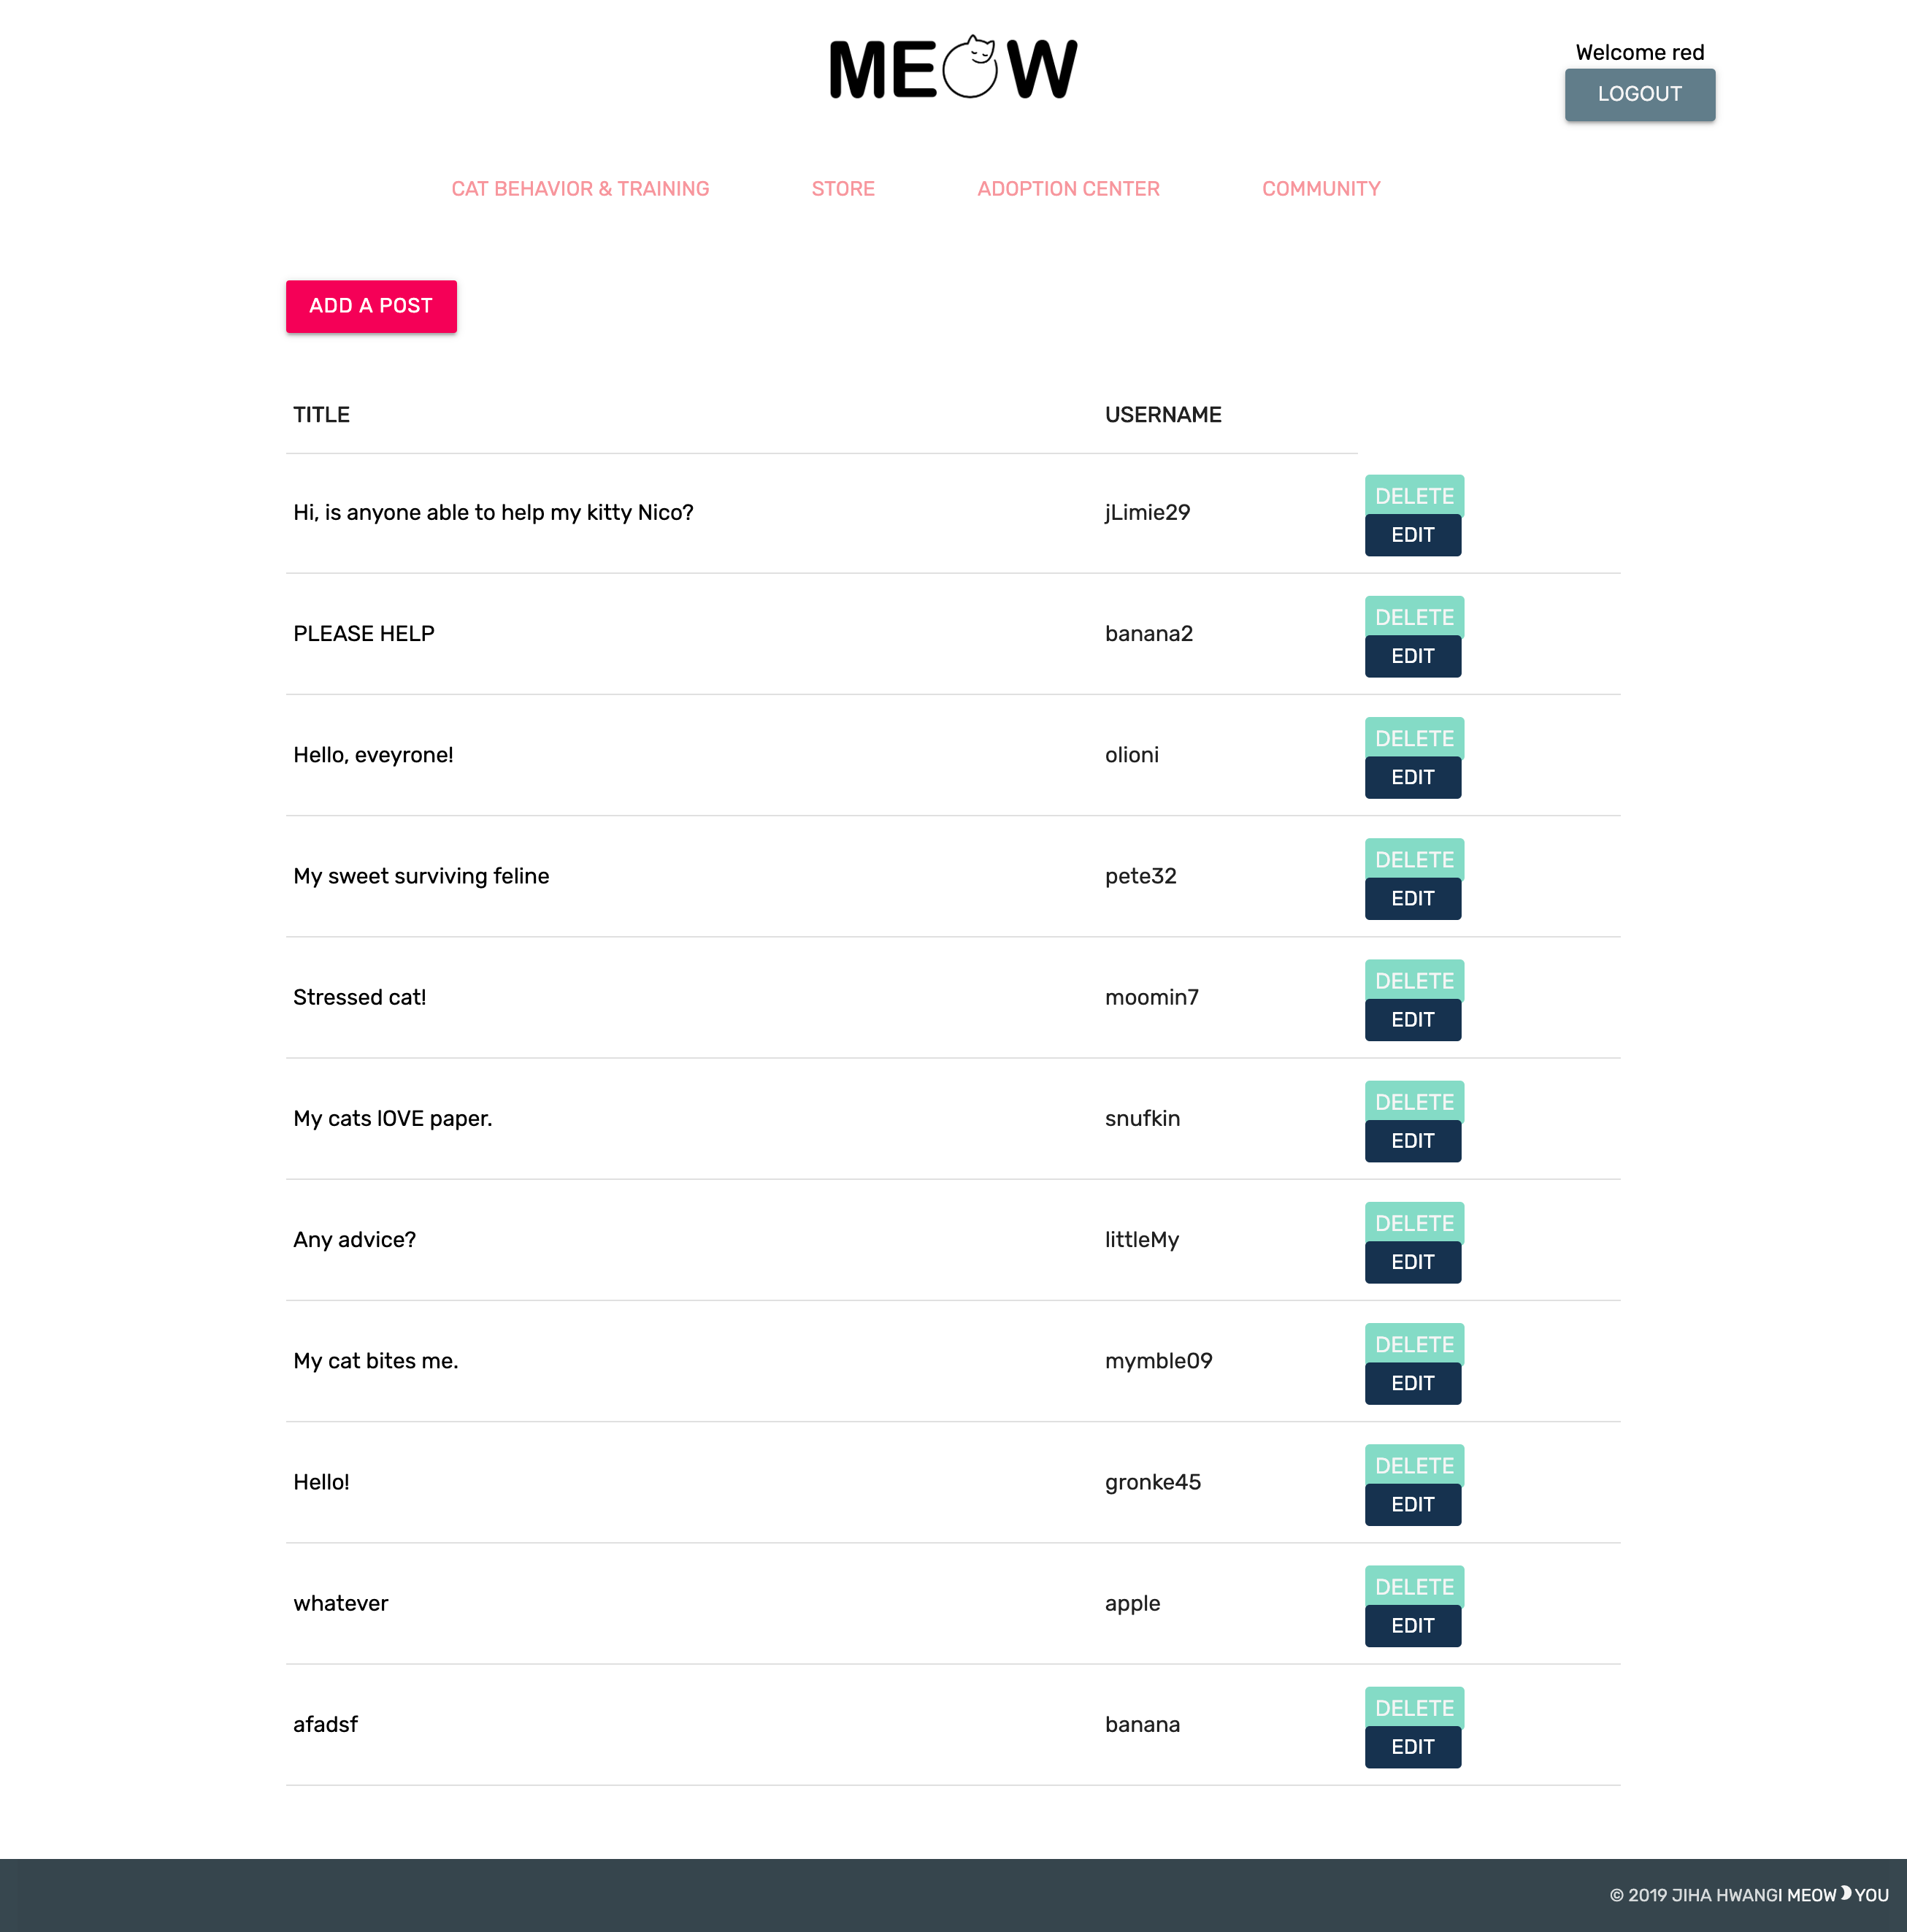 MEOW
Welcome red
LOGOUT
CAT BEHAVIOR & TRAINING STORE ADOPTION CENTER COMMUNITY
ADD A POST
TITLE USERNAME
Hi, is anyone able to help my kitty Nico? jLimie29 DELETE
EDIT
PLEASE HELP banana2 DELETE
EDIT
Hello, eveyrone! olioni DELETE
EDIT
My sweet surviving feline pete32 DELETE
EDIT
Stressed cat! moomin7 DELETE
EDIT
My cats lOVE paper. snufkin DELETE
EDIT
Any advice? littleMy DELETE
EDIT
My cat bites me. mymble09 DELETE
EDIT
Hello! gronke45 DELETE
EDIT
whatever apple DELETE
EDIT
afadsf banana DELETE
EDIT
© 2019 JIHA HWANGI MEOW YOU